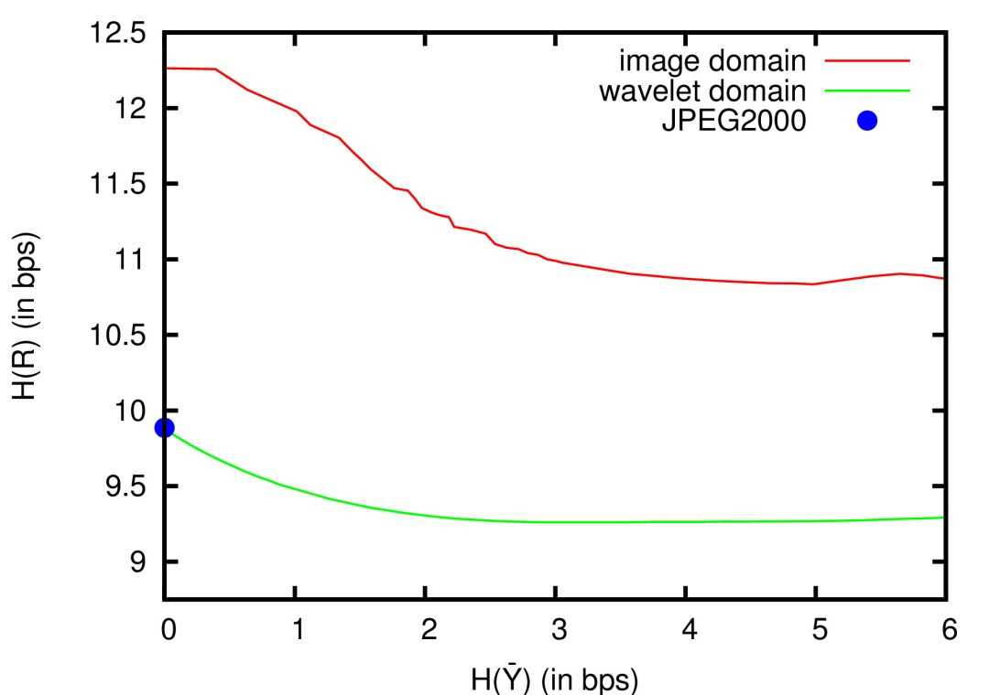 12.5
12
11.5
11
10.5
10
9.5
9
H(R) (in bps)
image domain
wavelet domain
JPEG2000
0 1 2 3 4 5 6
H(Ȳ) (in bps)